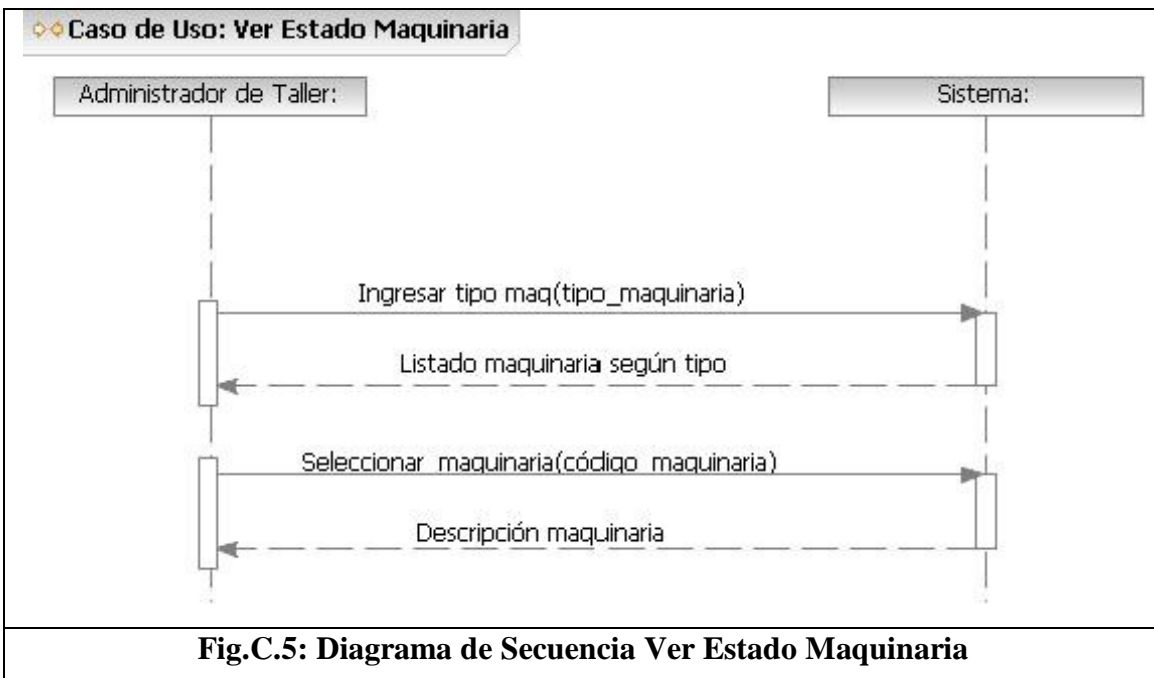 Caso de Uso: Ver Estado Maquinaria
Administrador de Taller:
Sistema:
Ingresar tipo maq(tipo_maquinaria)
Listado maquinaria según tipo
Seleccionar_maquinaria(código_maquinaria)
Descripción maquinaria
Fig.C.5: Diagrama de Secuencia Ver Estado Maquinaria